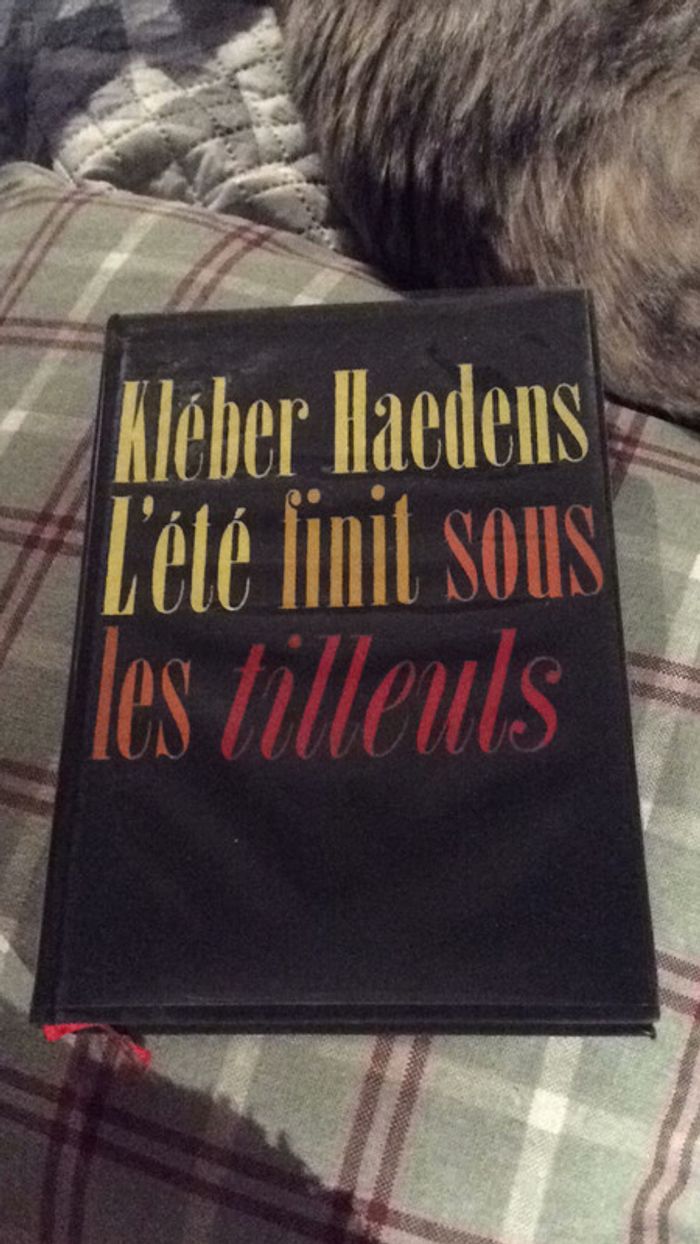 Kléber Haedens
L'été finit sous
les tilleuls